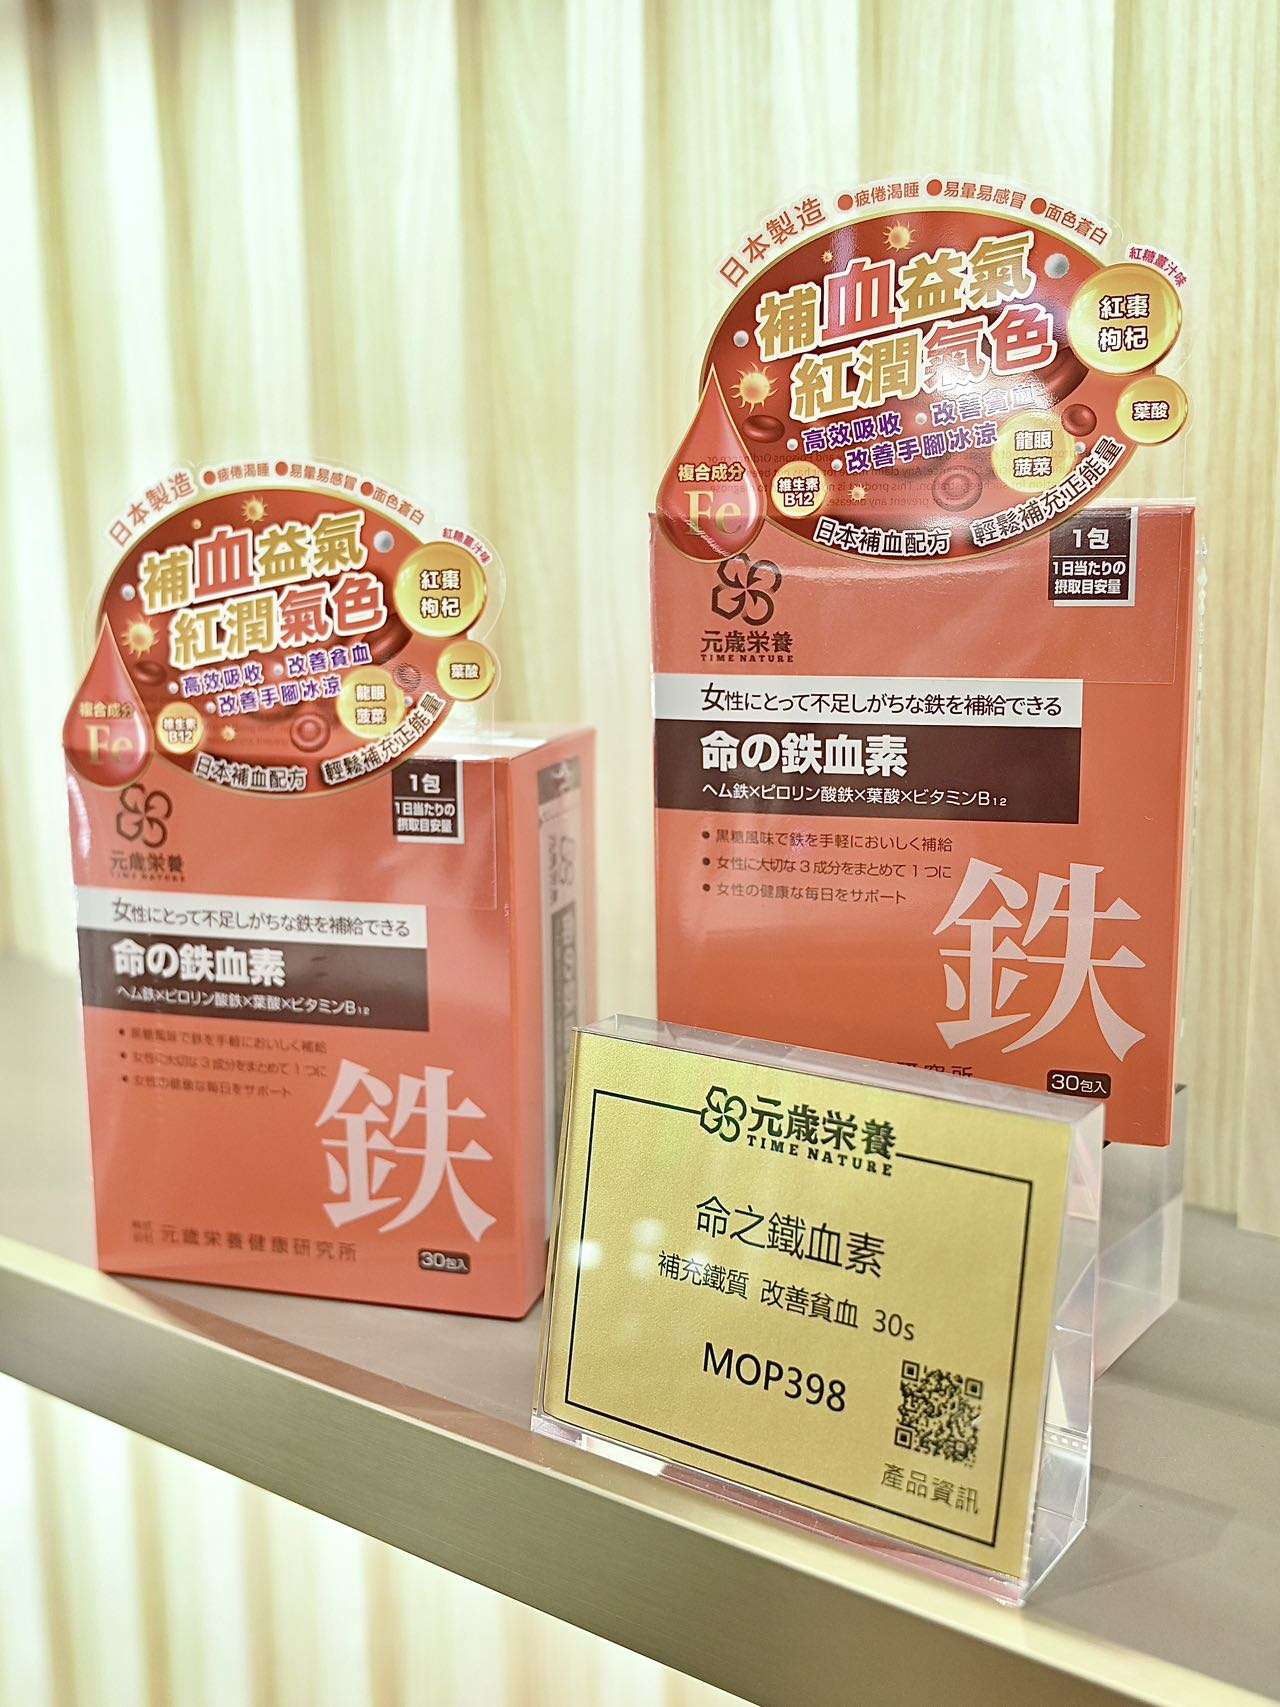 日本製造 ●疲倦渴睡 ●易暈易感冒 ●面色蒼白
紅糖薑汁味
補血益氣
紅潤氣色
紅棗
枸杞
・高效吸收 ・改善貧血
・改善手腳冰涼
葉酸
龍眼
菠菜
複合成分
Fe
維生素
B12
日本補血配方 輕鬆補充正能量
1包
1日当たりの
摂取目安量
元歳栄養
TIME NATURE
女性にとって不足しがちな鉄を補給できる
命の鉄血素
ヘム鉄×ピロリン酸鉄×葉酸×ビタミンB12
● 黒糖風味で鉄を手軽においしく補給
● 女性に大切な3成分をまとめて1つに
● 女性の健康な毎日をサポート
鉄
株式会社 元歳栄養健康研究所
30包入
日本製造 ●疲倦渴睡 ●易暈易感冒 ●面色蒼白
紅糖薑汁味
補血益氣
紅潤氣色
紅棗
枸杞
・高效吸收 ・改善貧血
・改善手腳冰涼
葉酸
龍眼
菠菜
複合成分
Fe
維生素
B12
日本補血配方 輕鬆補充正能量
1包
1日当たりの
摂取目安量
元歳栄養
TIME NATURE
女性にとって不足しがちな鉄を補給できる
命の鉄血素
ヘム鉄×ピロリン酸鉄×葉酸×ビタミンB12
● 黒糖風味で鉄を手軽においしく補給
● 女性に大切な3成分をまとめて1つに
● 女性の健康な毎日をサポート
鉄
研究所
30包入
元歳栄養
TIME NATURE
命之鐵血素
補充鐵質 改善貧血 30s
MOP398
產品資訊